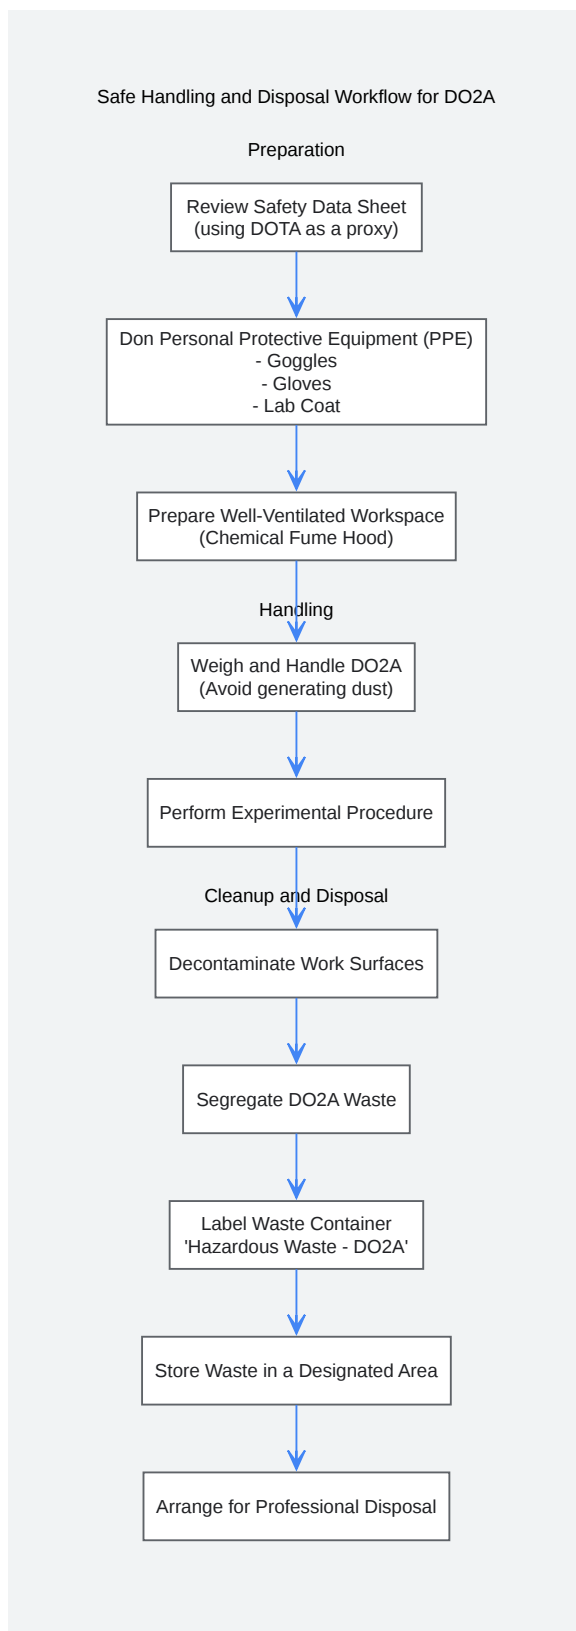 Safe Handling and Disposal Workflow for DO2A
Preparation
Review Safety Data Sheet
(using DOTA as a proxy)
Don Personal Protective Equipment (PPE)
- Goggles
- Gloves
- Lab Coat
Prepare Well-Ventilated Workspace
(Chemical Fume Hood)
Handling
Weigh and Handle DO2A
(Avoid generating dust)
Perform Experimental Procedure
Cleanup and Disposal
Decontaminate Work Surfaces
Segregate DO2A Waste
Label Waste Container
'Hazardous Waste - DO2A'
Store Waste in a Designated Area
Arrange for Professional Disposal